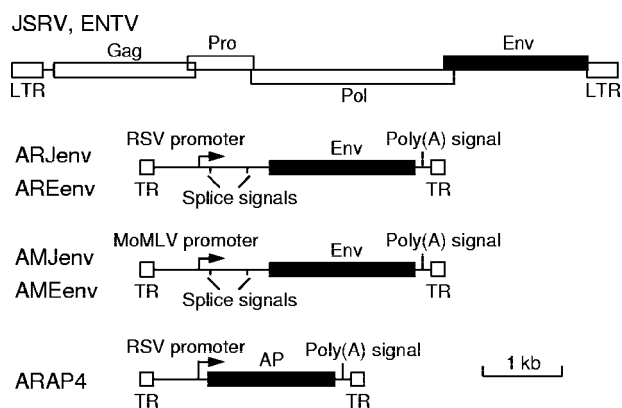 JSRV, ENTV
Gag
Pro
Env
LTR
Pol
LTR
RSV promoter
Env
Poly(A) signal
ARJenv
AREenv
TR
Splice signals
TR
MoMLV promoter
Env
Poly(A) signal
AMJenv
AMEenv
TR
Splice signals
TR
RSV promoter
AP
Poly(A) signal
1 kb
ARAP4
TR
TR